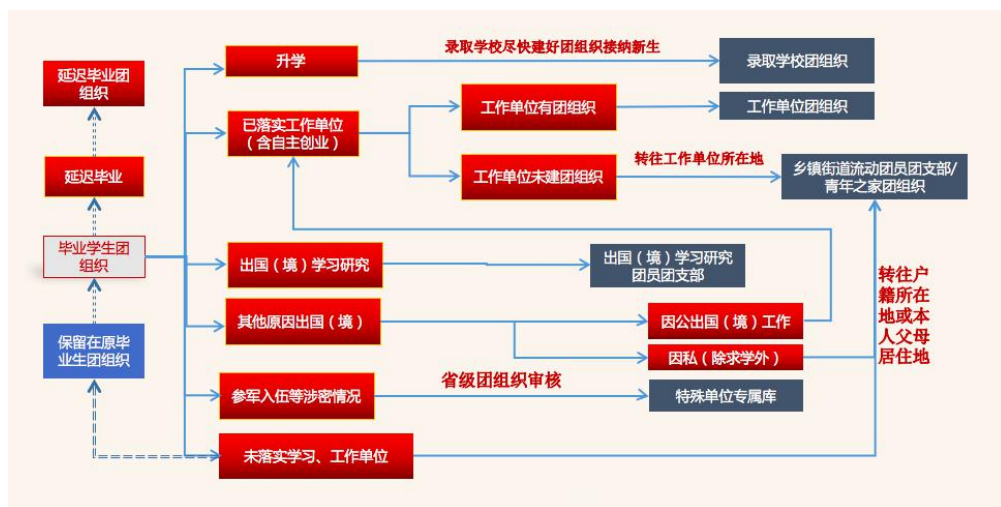 升学
录取学校尽快建好团组织接纳新生
录取学校团组织
延迟毕业团
组织
已落实工作单位
（含自主创业）
工作单位有团组织
工作单位团组织
延迟毕业
工作单位未建团组织
转往工作单位所在地
乡镇街道流动团员团支部/
青年之家团组织
毕业学生团
组织
出国（境）学习研究
出国（境）学习研究
团员团支部
转往户
籍所在
地或本
人父母
居住地
保留在原毕
业生团组织
其他原因出国（境）
因公出国（境）工作
因私（除求学外）
参军入伍等涉密情况
省级团组织审核
特殊单位专属库
未落实学习、工作单位